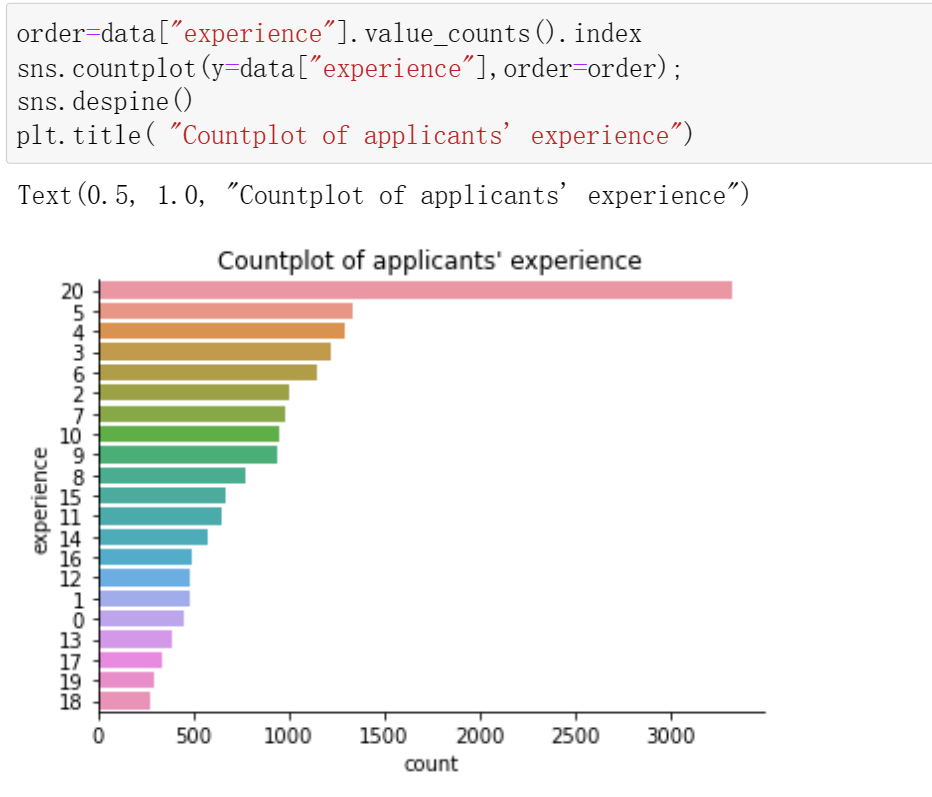 order=data["experience"].value_counts().index
sns.countplot(y=data["experience"],order=order);
sns.despine()
plt.title( "Countplot of applicants' experience")
Text(0.5, 1.0, "Countplot of applicants' experience")
Countplot of applicants' experience
20
5
4
3
6
2
7
10
9
8
15
11
14
16
12
1
0
13
17
19
18
experience
0 500 1000 1500 2000 2500 3000
count